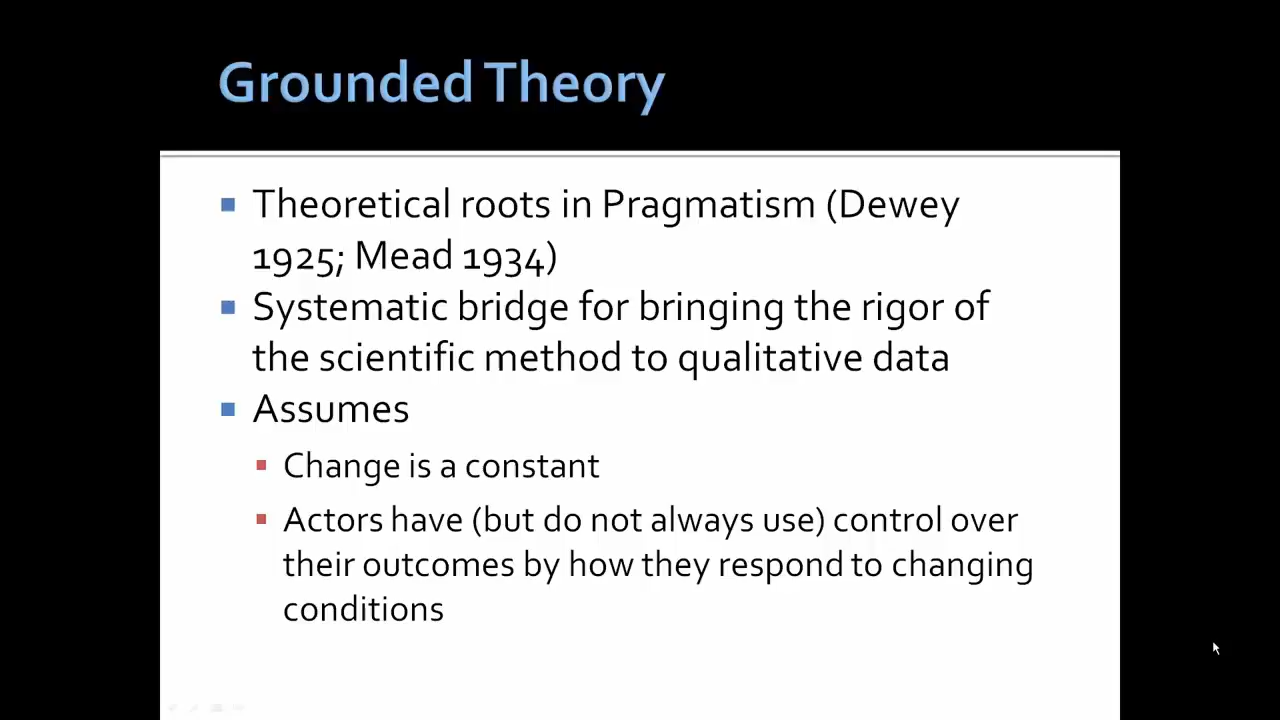 Grounded Theory
Theoretical roots in Pragmatism (Dewey
1925; Mead 1934)
Systematic bridge for bringing the rigor of
the scientific method to qualitative data
Assumes
Change is a constant
Actors have (but do not always use) control over
their outcomes by how they respond to changing
conditions